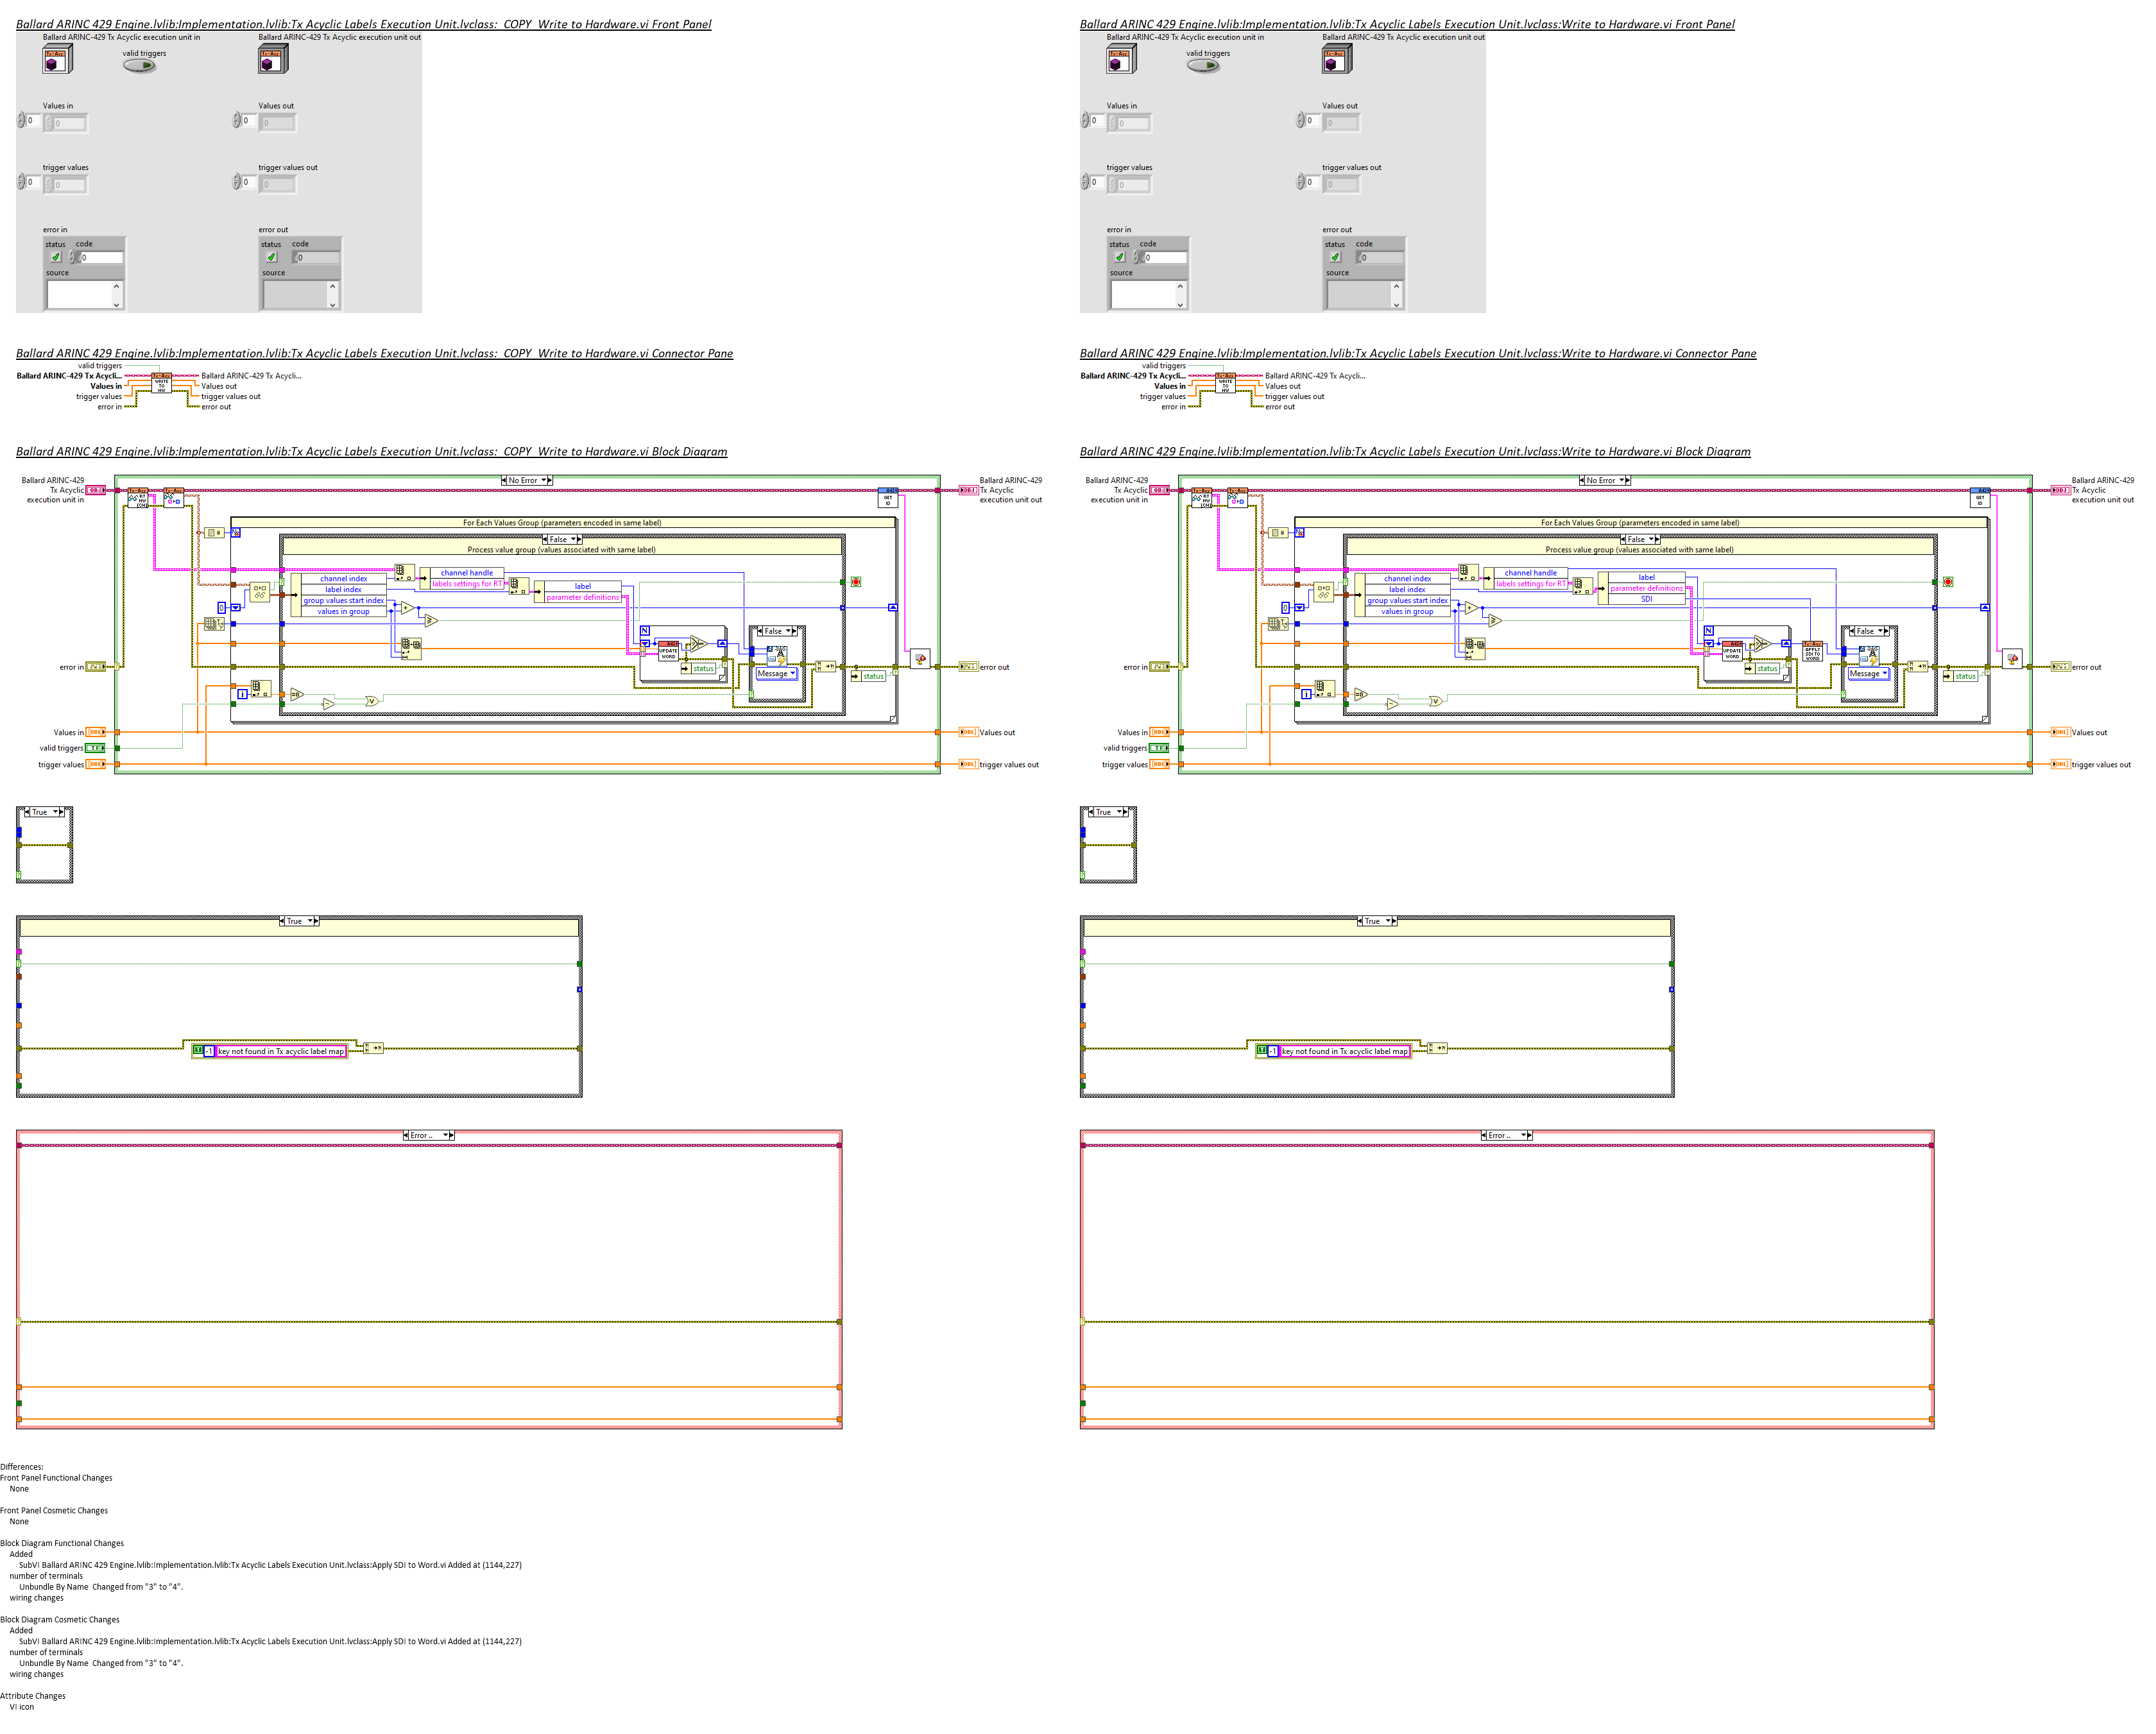 Ballard ARINC 429 Engine.lvlib:Implementation.lvlib:Tx Acyclic Labels Execution Unit.lvclass:_COPY_Write to Hardware.vi Front Panel
Ballard ARINC-429 Tx Acyclic execution unit in
Ballard ARINC-429 Tx Acyclic execution unit out
valid triggers
Values in
Values out
0
0
0
0
trigger values
trigger values out
0
0
0
0
error in
error out
status code
status code
0
0
source
source
Ballard ARINC 429 Engine.lvlib:Implementation.lvlib:Tx Acyclic Labels Execution Unit.lvclass:_COPY_Write to Hardware.vi Connector Pane
valid triggers
Ballard ARINC-429 Tx Acycli...
Ballard ARINC-429 Tx Acycli...
Values in
Values out
trigger values
trigger values out
error in
error out
WRITE
TO
HW
Ballard ARINC 429 Engine.lvlib:Implementation.lvlib:Tx Acyclic Labels Execution Unit.lvclass:_COPY_Write to Hardware.vi Block Diagram
Ballard ARINC-429
Tx Acyclic
execution unit in
No Error
Ballard ARINC-429
Tx Acyclic
execution unit out
GET
ID
For Each Values Group (parameters encoded in same label)
False
Process value group (values associated with same label)
channel index
label index
group values start index
values in group
channel handle
labels settings for RT
label
parameter definitions
0
N
False
UPDATE
WORD
status
Message
status
error in
error out
i
Values in
Values out
valid triggers
TF
trigger values
trigger values out
True
True
-1
key not found in Tx acyclic label map
Error ..
Ballard ARINC 429 Engine.lvlib:Implementation.lvlib:Tx Acyclic Labels Execution Unit.lvclass:Write to Hardware.vi Front Panel
Ballard ARINC-429 Tx Acyclic execution unit in
Ballard ARINC-429 Tx Acyclic execution unit out
valid triggers
Values in
Values out
0
0
0
0
trigger values
trigger values out
0
0
0
0
error in
error out
status code
status code
0
0
source
source
Ballard ARINC 429 Engine.lvlib:Implementation.lvlib:Tx Acyclic Labels Execution Unit.lvclass:Write to Hardware.vi Connector Pane
valid triggers
Ballard ARINC-429 Tx Acycli...
Ballard ARINC-429 Tx Acycli...
Values in
Values out
trigger values
trigger values out
error in
error out
WRITE
TO
HW
Ballard ARINC 429 Engine.lvlib:Implementation.lvlib:Tx Acyclic Labels Execution Unit.lvclass:Write to Hardware.vi Block Diagram
Ballard ARINC-429
Tx Acyclic
execution unit in
No Error
Ballard ARINC-429
Tx Acyclic
execution unit out
GET
ID
For Each Values Group (parameters encoded in same label)
False
Process value group (values associated with same label)
channel index
label index
group values start index
values in group
channel handle
labels settings for RT
label
parameter definitions
SDI
0
N
False
UPDATE
WORD
APPLY
SDI TO
WORD
status
Message
status
error in
error out
i
Values in
Values out
valid triggers
TF
trigger values
trigger values out
True
True
-1
key not found in Tx acyclic label map
Error ..
Differences:
Front Panel Functional Changes
None
Front Panel Cosmetic Changes
None
Block Diagram Functional Changes
Added
SubVI Ballard ARINC 429 Engine.lvlib:Implementation.lvlib:Tx Acyclic Labels Execution Unit.lvclass:Apply SDI to Word.vi Added at (1144,227)
number of terminals
Unbundle By Name Changed from "3" to "4".
wiring changes
Block Diagram Cosmetic Changes
Added
SubVI Ballard ARINC 429 Engine.lvlib:Implementation.lvlib:Tx Acyclic Labels Execution Unit.lvclass:Apply SDI to Word.vi Added at (1144,227)
number of terminals
Unbundle By Name Changed from "3" to "4".
wiring changes
Attribute Changes
VI icon